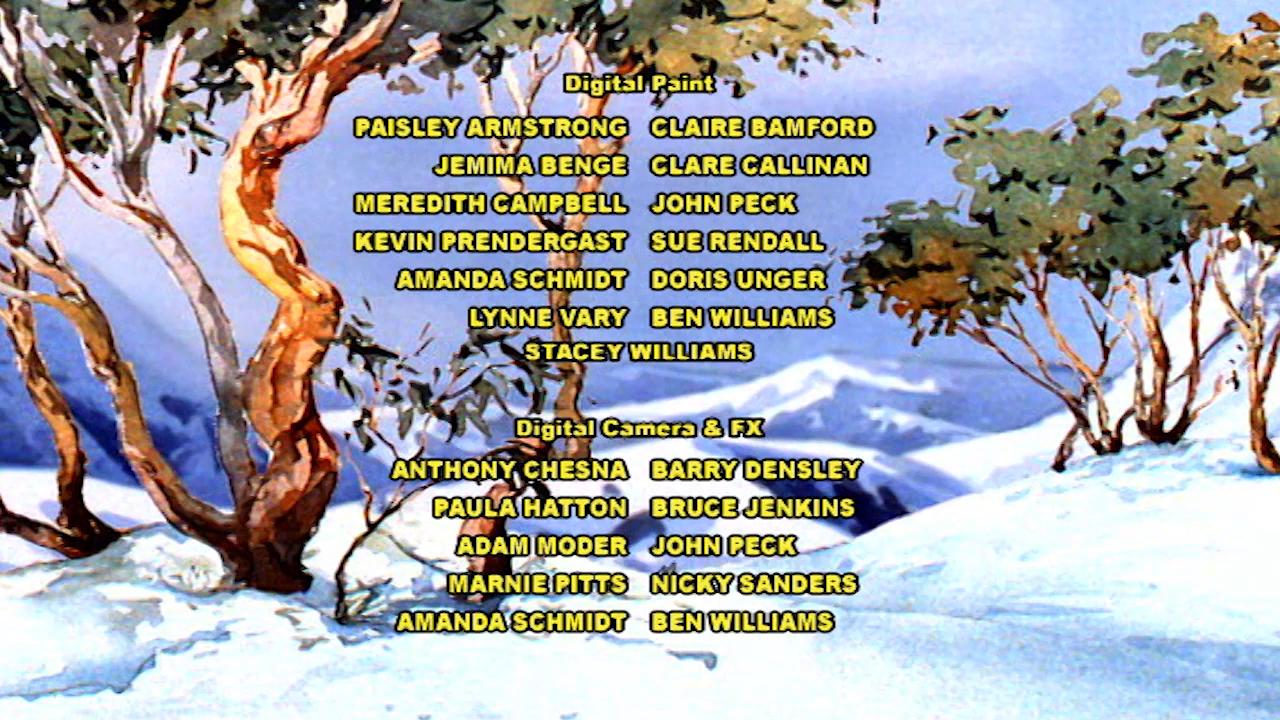 Digital Paint
PAISLEY ARMSTRONG CLAIRE BAMFORD
JEMIMA BENGE CLARE CALLINAN
MEREDITH CAMPBELL JOHN PECK
KEVIN PRENDERGAST SUE RENDALL
AMANDA SCHMIDT DORIS UNGER
LYNNE VARY BEN WILLIAMS
STACEY WILLIAMS
Digital Camera & FX
ANTHONY CHESNA BARRY DENSLEY
PAULA HATTON BRUCE JENKINS
ADAM MODER JOHN PECK
MARNIE PITTS NICKY SANDERS
AMANDA SCHMIDT BEN WILLIAMS